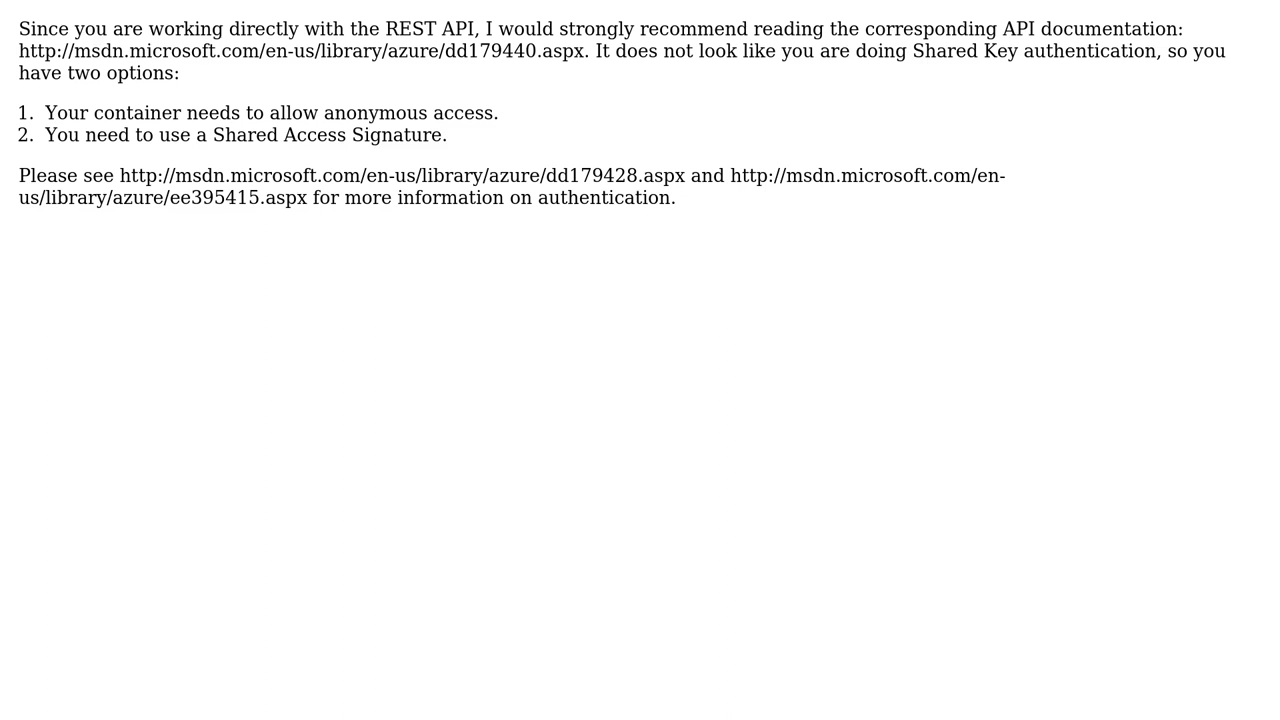 Since you are working directly with the REST API, I would strongly recommend reading the corresponding API documentation:
http://msdn.microsoft.com/en-us/library/azure/dd179440.aspx. It does not look like you are doing Shared Key authentication, so you
have two options:
1. Your container needs to allow anonymous access.
2. You need to use a Shared Access Signature.
Please see http://msdn.microsoft.com/en-us/library/azure/dd179428.aspx and http://msdn.microsoft.com/en-
us/library/azure/ee395415.aspx for more information on authentication.